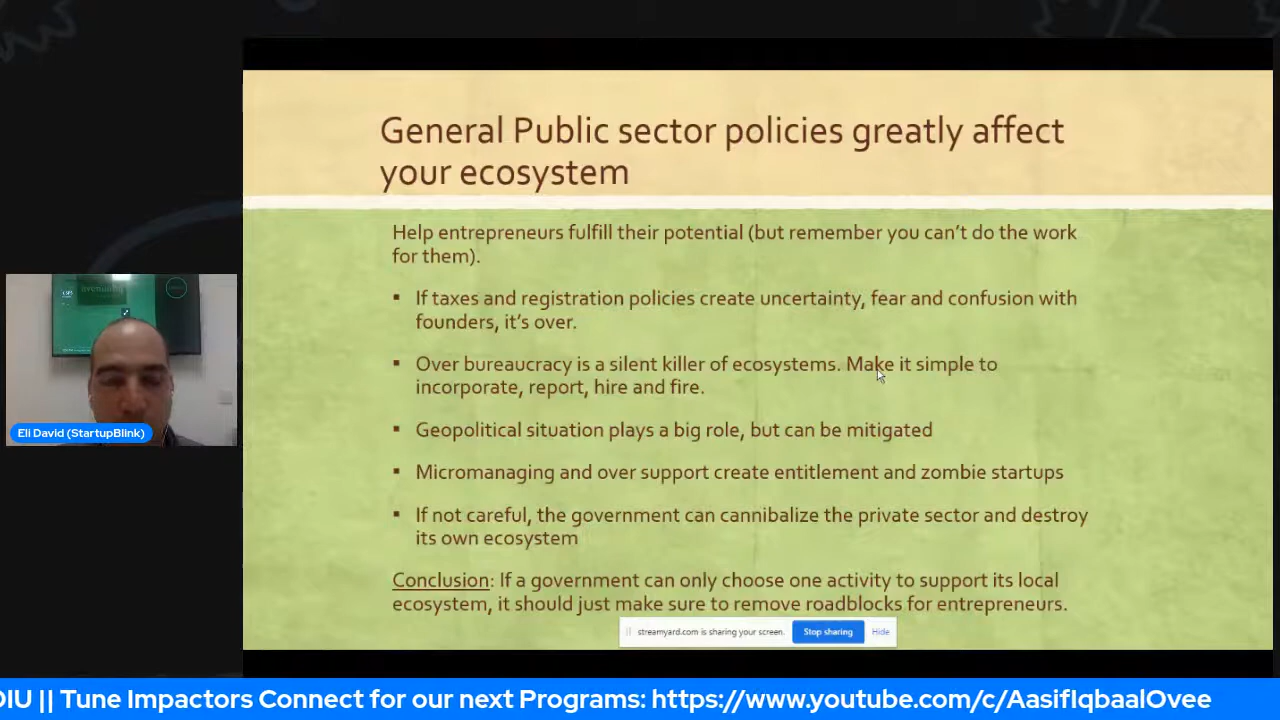 General Public sector policies greatly affect
your ecosystem
Help entrepreneurs fulfill their potential (but remember you can’t do the work
for them).
▪ If taxes and registration policies create uncertainty, fear and confusion with
founders, it’s over.
▪ Over bureaucracy is a silent killer of ecosystems. Make it simple to
incorporate, report, hire and fire.
▪ Geopolitical situation plays a big role, but can be mitigated
▪ Micromanaging and over support create entitlement and zombie startups
▪ If not careful, the government can cannibalize the private sector and destroy
its own ecosystem
Conclusion: If a government can only choose one activity to support its local
ecosystem, it should just make sure to remove roadblocks for entrepreneurs.
streamyard.com is sharing your screen. Stop sharing Hide
Eli David (StartupBlink)
DIU || Tune Impactors Connect for our next Programs: https://www.youtube.com/c/AasifIqbaalOvee